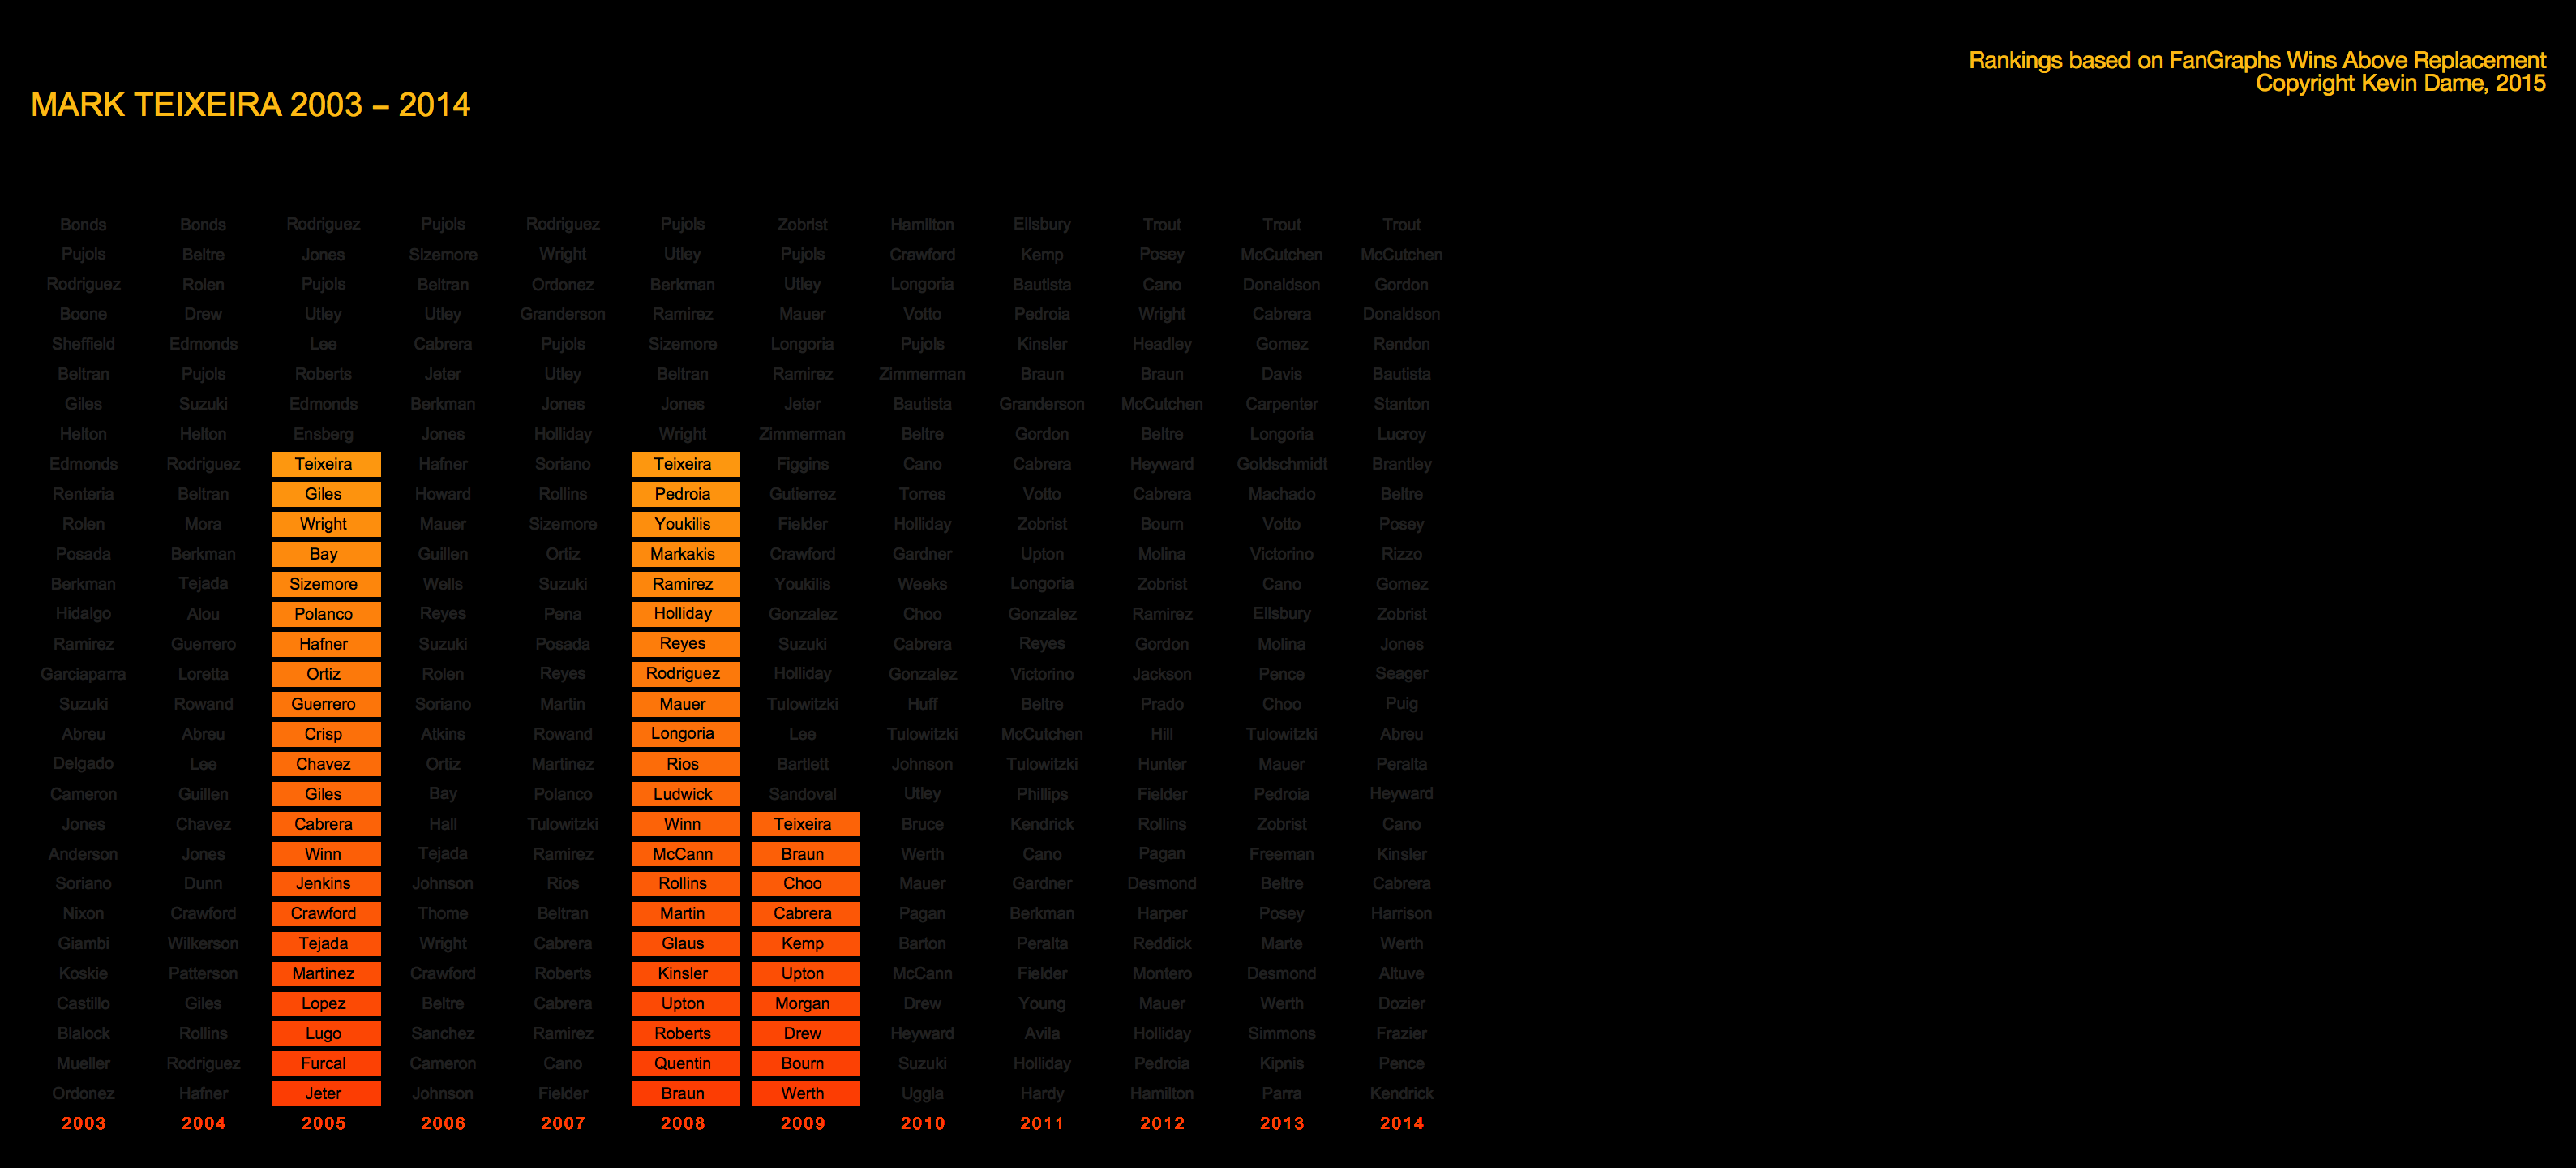 Rankings based on FanGraphs Wins Above Replacement
Copyright Kevin Dame, 2015
MARK TEIXEIRA 2003 – 2014
Bonds Bonds Rodriguez Pujols Rodriguez Pujols Zobrist Hamilton Ellsbury Trout Trout Trout
Pujols Beltre Jones Sizemore Wright Utley Pujols Crawford Kemp Posey McCutchen McCutchen
Rodriguez Rolen Pujols Beltran Ordonez Berkman Utley Longoria Bautista Cano Donaldson Gordon
Boone Drew Utley Utley Granderson Ramirez Mauer Votto Pedroia Wright Cabrera Donaldson
Sheffield Edmonds Lee Cabrera Pujols Sizemore Longoria Pujols Kinsler Headley Gomez Rendon
Beltran Pujols Roberts Jeter Utley Beltran Ramirez Zimmerman Braun Braun Davis Bautista
Giles Suzuki Edmonds Berkman Jones Jones Jeter Bautista Granderson McCutchen Carpenter Stanton
Helton Helton Ensberg Jones Holliday Wright Zimmerman Beltre Gordon Beltre Longoria Lucroy
Edmonds Rodriguez Teixeira Hafner Soriano Teixeira Figgins Cano Cabrera Heyward Goldschmidt Brantley
Renteria Beltran Giles Howard Rollins Pedroia Gutierrez Torres Votto Cabrera Machado Beltre
Rolen Mora Wright Mauer Sizemore Youkilis Fielder Holliday Zobrist Bourn Votto Posey
Posada Berkman Bay Guillen Ortiz Markakis Crawford Gardner Upton Molina Victorino Rizzo
Berkman Tejada Sizemore Wells Suzuki Ramirez Youkilis Weeks Longoria Zobrist Cano Gomez
Hidalgo Alou Polanco Reyes Pena Holliday Gonzalez Choo Gonzalez Ramirez Ellsbury Zobrist
Ramirez Guerrero Hafner Suzuki Posada Reyes Suzuki Cabrera Reyes Gordon Molina Jones
Garciaparra Loretta Ortiz Rolen Reyes Rodriguez Holliday Gonzalez Victorino Jackson Pence Seager
Suzuki Rowand Guerrero Soriano Martin Mauer Tulowitzki Huff Beltre Prado Choo Puig
Abreu Abreu Crisp Atkins Rowand Longoria Lee Tulowitzki McCutchen Hill Tulowitzki Abreu
Delgado Lee Chavez Ortiz Martinez Rios Bartlett Johnson Tulowitzki Hunter Mauer Peralta
Cameron Guillen Giles Bay Polanco Ludwick Sandoval Utley Phillips Fielder Pedroia Heyward
Jones Chavez Cabrera Hall Tulowitzki Winn Teixeira Bruce Kendrick Rollins Zobrist Cano
Anderson Jones Winn Tejada Ramirez McCann Braun Werth Cano Pagan Freeman Kinsler
Soriano Dunn Jenkins Johnson Rios Rollins Choo Mauer Gardner Desmond Beltre Cabrera
Nixon Crawford Crawford Thome Beltran Martin Cabrera Pagan Berkman Harper Posey Harrison
Giambi Wilkerson Tejada Wright Cabrera Glaus Kemp Barton Peralta Reddick Marte Werth
Koskie Patterson Martinez Crawford Roberts Kinsler Upton McCann Fielder Montero Desmond Altuve
Castillo Giles Lopez Beltre Cabrera Upton Morgan Drew Young Mauer Werth Dozier
Blalock Rollins Lugo Sanchez Ramirez Roberts Drew Heyward Avila Holliday Simmons Frazier
Mueller Rodriguez Furcal Cameron Cano Quentin Bourn Suzuki Holliday Pedroia Kipnis Pence
Ordonez Hafner Jeter Johnson Fielder Braun Werth Uggla Hardy Hamilton Parra Kendrick
2003 2004 2005 2006 2007 2008 2009 2010 2011 2012 2013 2014